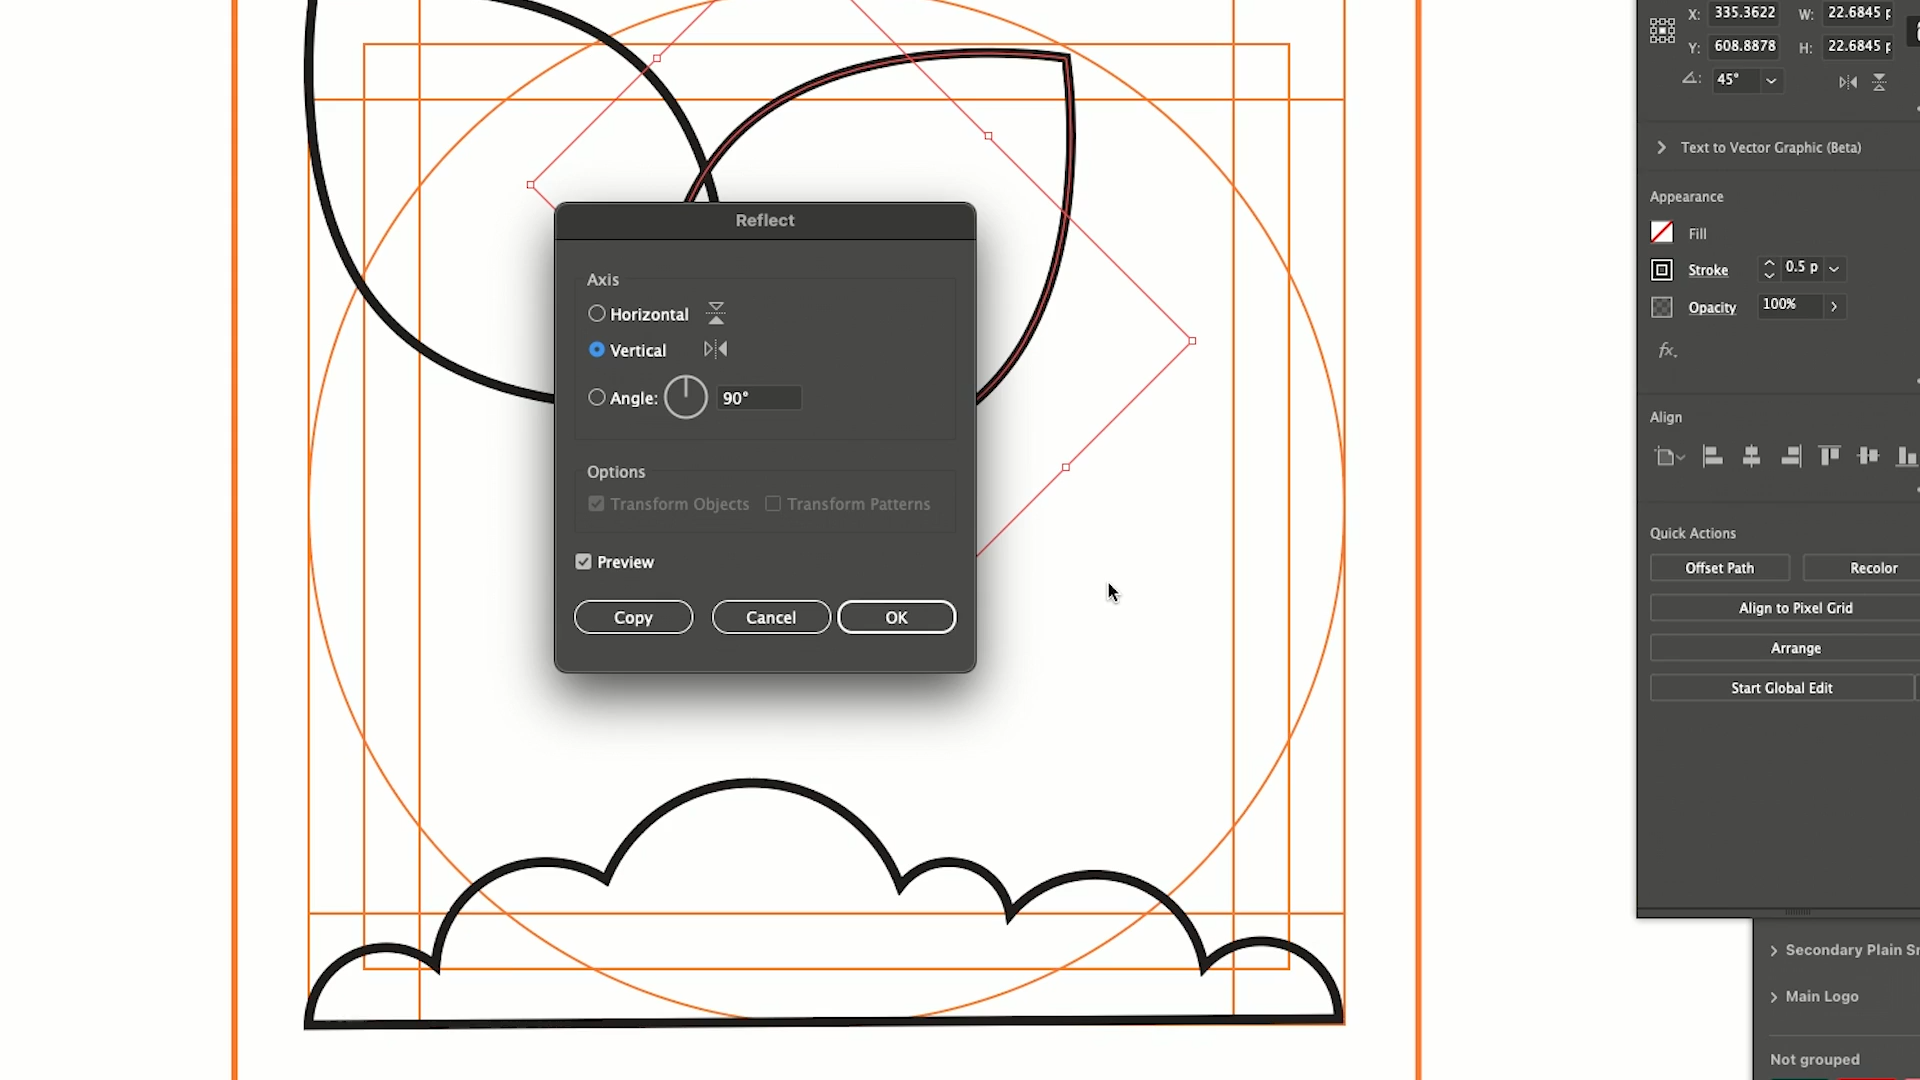 Reflect
Axis
Horizontal
Vertical
Angle: 90°
Options
Transform Objects Transform Patterns
Preview
Copy Cancel OK
X: 335.3622 W: 22.6845 p
Y: 608.8878 H: 22.6845 p
45°
Text to Vector Graphic (Beta)
Appearance
Fill
Stroke 0.5 p
Opacity 100%
fx.
Align
Quick Actions
Offset Path Recolor
Align to Pixel Grid
Arrange
Start Global Edit
Secondary Plain Sm
Main Logo
Not grouped